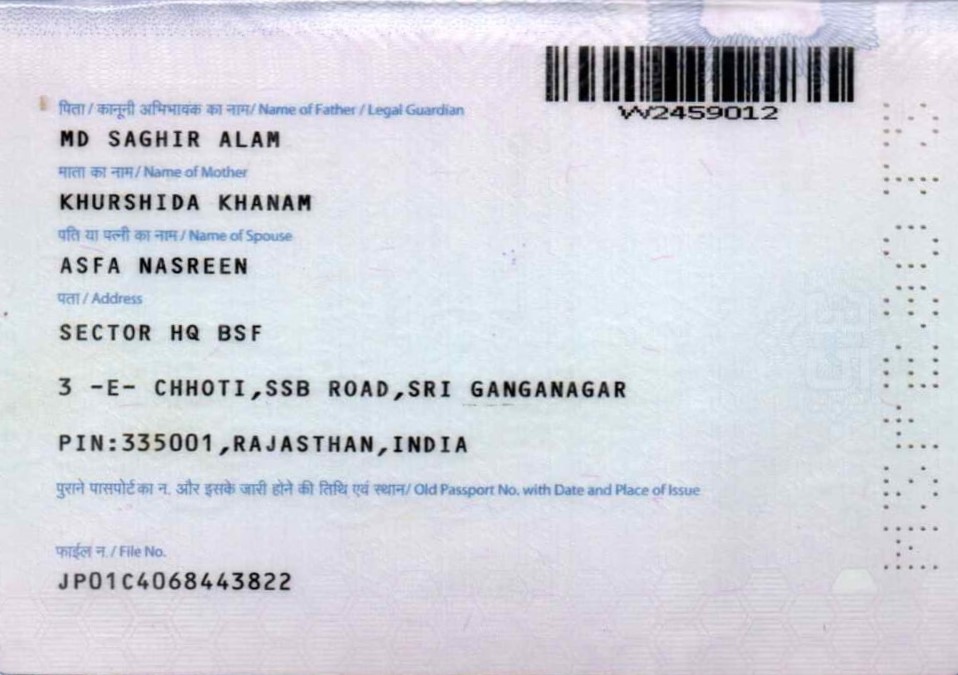 W2459012
पिता / कानूनी अभिभावक का नाम/ Name of Father / Legal Guardian
MD SAGHIR ALAM
माता का नाम/ Name of Mother
KHURSHIDA KHANAM
पति या पत्नी का नाम / Name of Spouse
ASFA NASREEN
पता / Address
SECTOR HQ BSF
3 -E- CHHOTI,SSB ROAD,SRI GANGANAGAR
PIN:335001,RAJASTHAN,INDIA
पुराने पासपोर्ट का न. और इसके जारी होने की तिथि एवं स्थान/ Old Passport No. with Date and Place of Issue
फाईल न. / File No.
JP01C4068443822